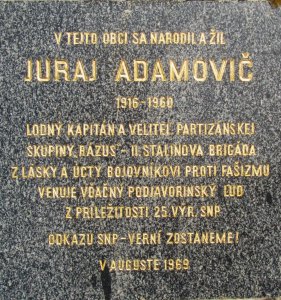 V TEJTO OBCI SA NARODIL A ŽIL
JURAJ ADAMOVIČ
1916-1960
LODNÝ KAPITÁN A VELITEĽ PARTIZÁNSKEJ
SKUPINY, RÁZUS - II. STALINOVA BRIGÁDA
Z LÁSKY A ÚCTY BOJOVNÍKOVI PROTI FAŠIZMU
VENUJE VĎAČNÝ PODJAVORINSKÝ ĽUD
Z PRÍLEŽITOSTI 25. VÝR. SNP
ODKAZU SNP - VERNÍ ZOSTANEME!
V AUGUSTE 1969